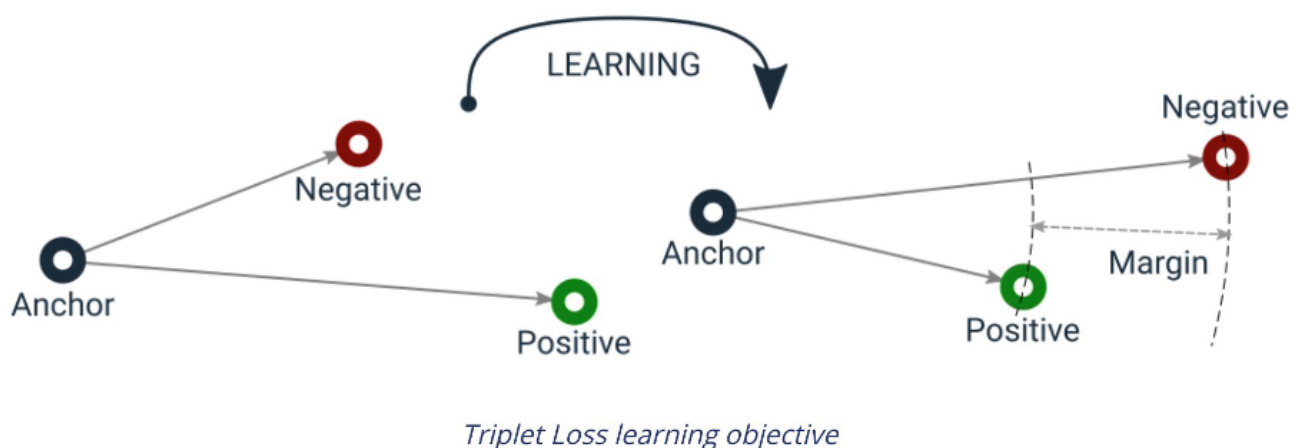 LEARNING
Negative
Anchor
Positive
Negative
Anchor
Margin
Positive
Triplet Loss learning objective